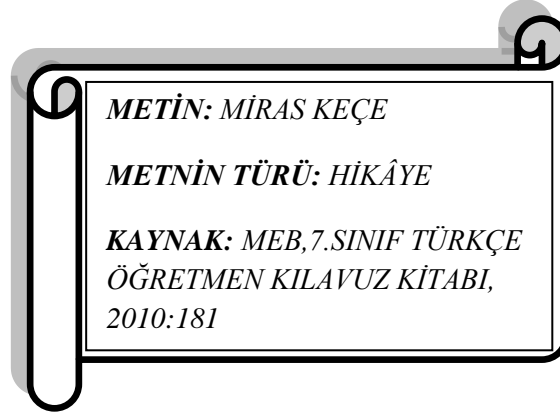 METİN: MİRAS KEÇE
METNİN TÜRÜ: HİKÂYE
KAYNAK: MEB,7.SINIF TÜRKÇE
ÖĞRETMEN KILAVUZ KİTABI,
2010:181